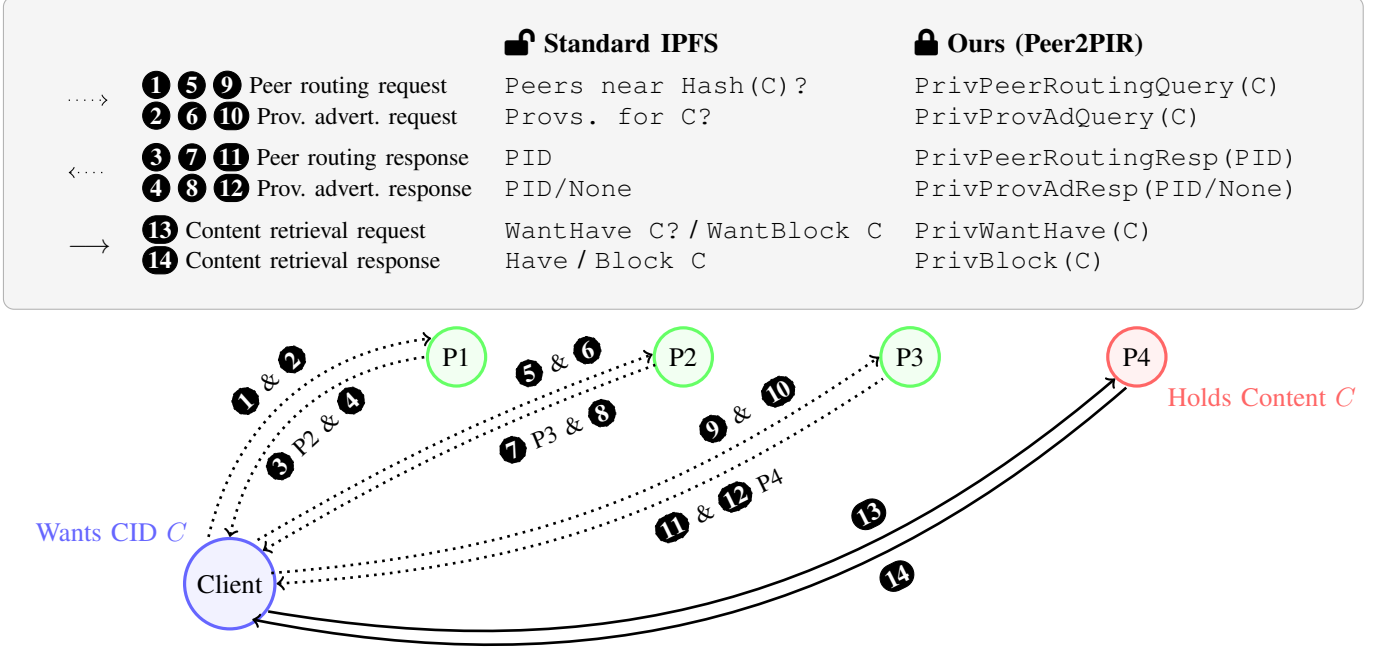 Standard IPFS Ours (Peer2PIR)
1 5 9 Peer routing request Peers near Hash(C)? PrivPeerRoutingQuery(C)
2 6 10 Prov. advert. request Provs. for C? PrivProvAdQuery(C)
3 7 11 Peer routing response PID PrivPeerRoutingResp(PID)
4 8 12 Prov. advert. response PID/None PrivProvAdResp(PID/None)
13 Content retrieval request WantHave C? / WantBlock C PrivWantHave(C)
14 Content retrieval response Have / Block C PrivBlock(C)
P1 P2 P3 P4
1 & 2
5 & 6
9 & 10
Holds Content C
3 P2 & 4
7 P3 & 8
11 & 12 P4
13
Wants CID C
14
Client